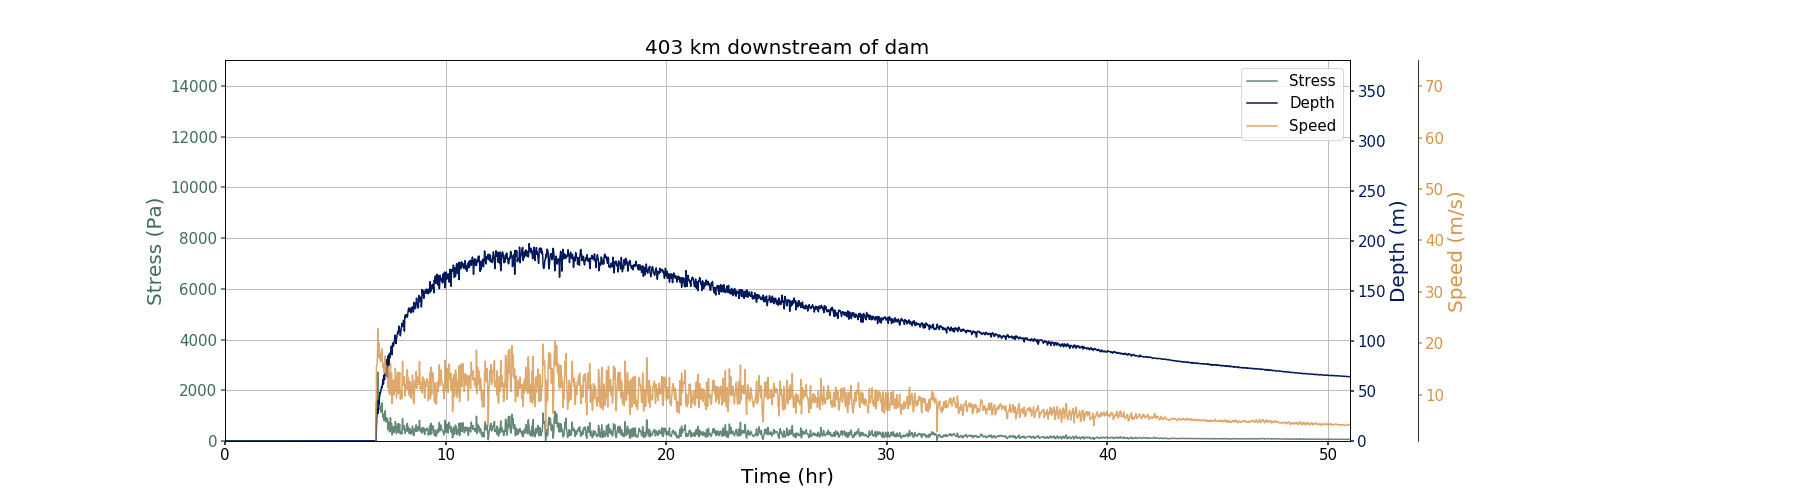 403 km downstream of dam
Stress (Pa)
14000
12000
10000
8000
6000
4000
2000
0
Stress
Depth
Speed
350
300
250
200
150
100
50
0
Depth (m)
70
60
50
40
30
20
10
Speed (m/s)
0 10 20 30 40 50
Time (hr)